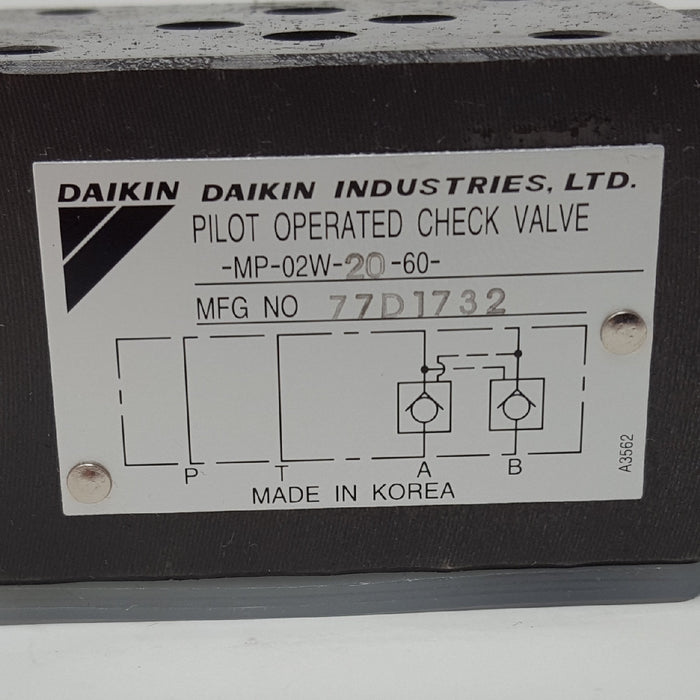 DAIKIN DAIKIN INDUSTRIES, LTD.
PILOT OPERATED CHECK VALVE
-MP-02W-20-60-
MFG NO 77D1732
P T A B
A3562
MADE IN KOREA